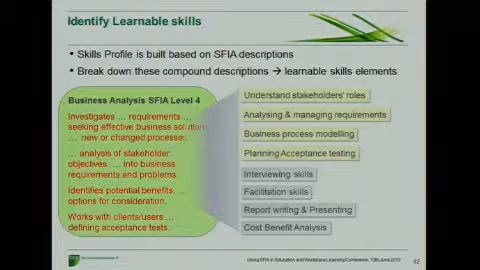 Identify Learnable skills
• Skills Profile is built based on SFIA descriptions
• Break down these compound descriptions → learnable skills elements
Business Analysis SFIA Level 4
Investigates … requirements …
seeking effective business solution
… new or changed processes.
… analysis of stakeholder
objectives … into business
requirements and problems.
Identifies potential benefits, …
options for consideration.
Works with clients/users …
defining acceptance tests.
Understand stakeholders' roles
Analysing & managing requirements
Business process modelling
Planning Acceptance testing
Interviewing skills
Facilitation skills
Report writing & Presenting
Cost Benefit Analysis
Using SFIA in Education and Workplace Learning Conference, 13th June 2012
42